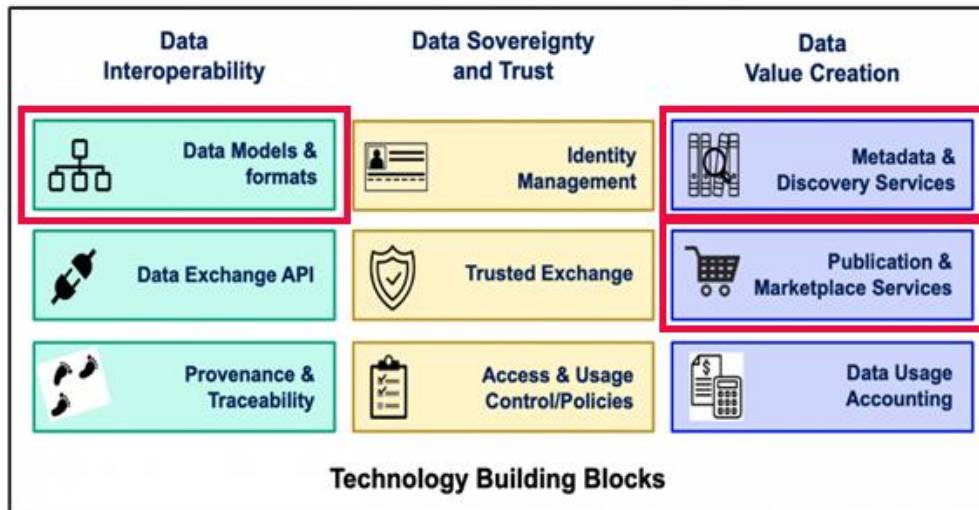 Data
Interoperability
Data Sovereignty
and Trust
Data
Value Creation
Data Models &
formats
Identity
Management
Metadata &
Discovery Services
Data Exchange API
Trusted Exchange
Publication &
Marketplace Services
Provenance &
Traceability
Access & Usage
Control/Policies
$
Data Usage
Accounting
Technology Building Blocks